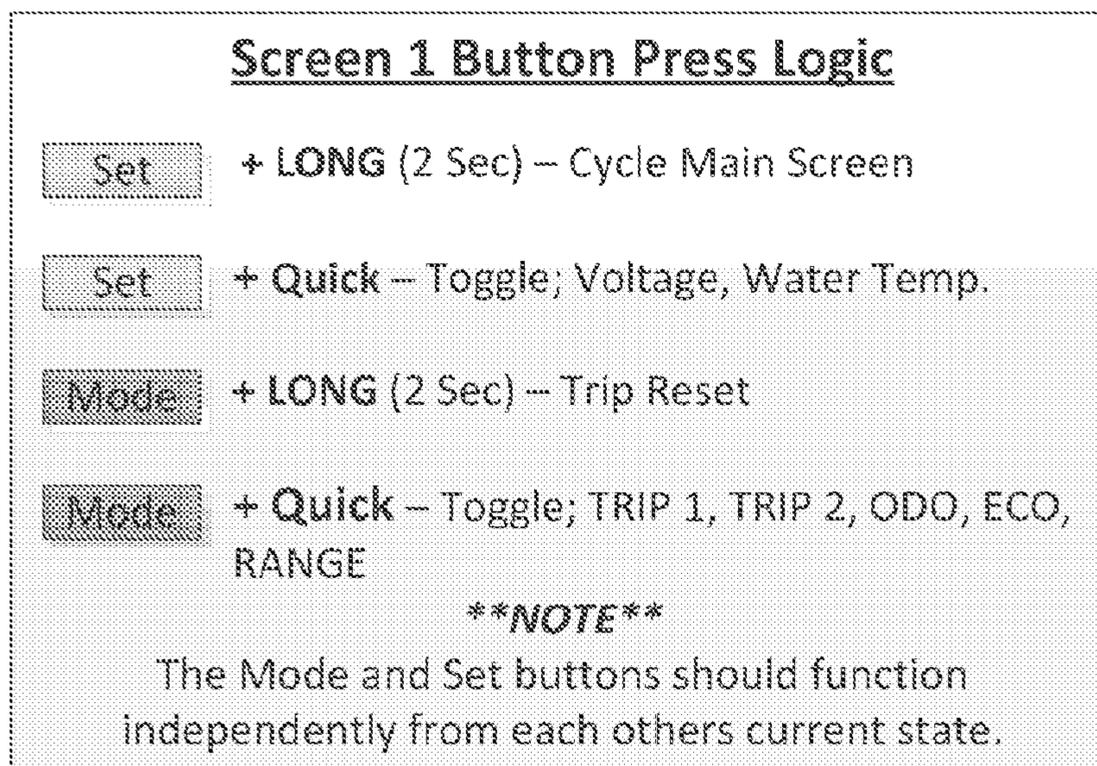 Screen 1 Button Press Logic
Set + LONG (2 Sec) – Cycle Main Screen
Set + Quick – Toggle; Voltage, Water Temp.
Mode + LONG (2 Sec) – Trip Reset
Mode + Quick – Toggle; TRIP 1, TRIP 2, ODO, ECO,
RANGE
**NOTE**
The Mode and Set buttons should function
independently from each others current state.